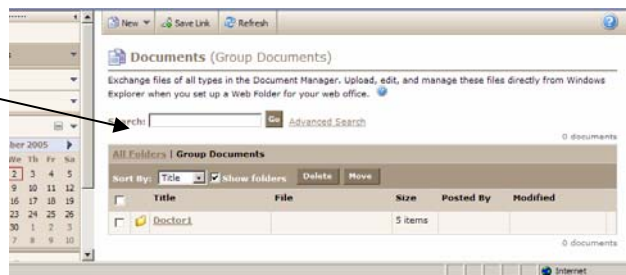 New Save Link Refresh
Documents (Group Documents)
Exchange files of all types in the Document Manager. Upload, edit, and manage these files directly from Windows
Explorer when you set up a Web Folder for your web office.
Search: Go Advanced Search
0 documents
All Folders | Group Documents
Sort By: Title Show folders Delete Move
Title File Size Posted By Modified
Doctor1 5 items
0 documents
ber 2005
We Th Fr Sa
2 3 4 5
9 10 11 12
16 17 18 19
23 24 25 26
30 1 2 3
7 8 9 10
Internet